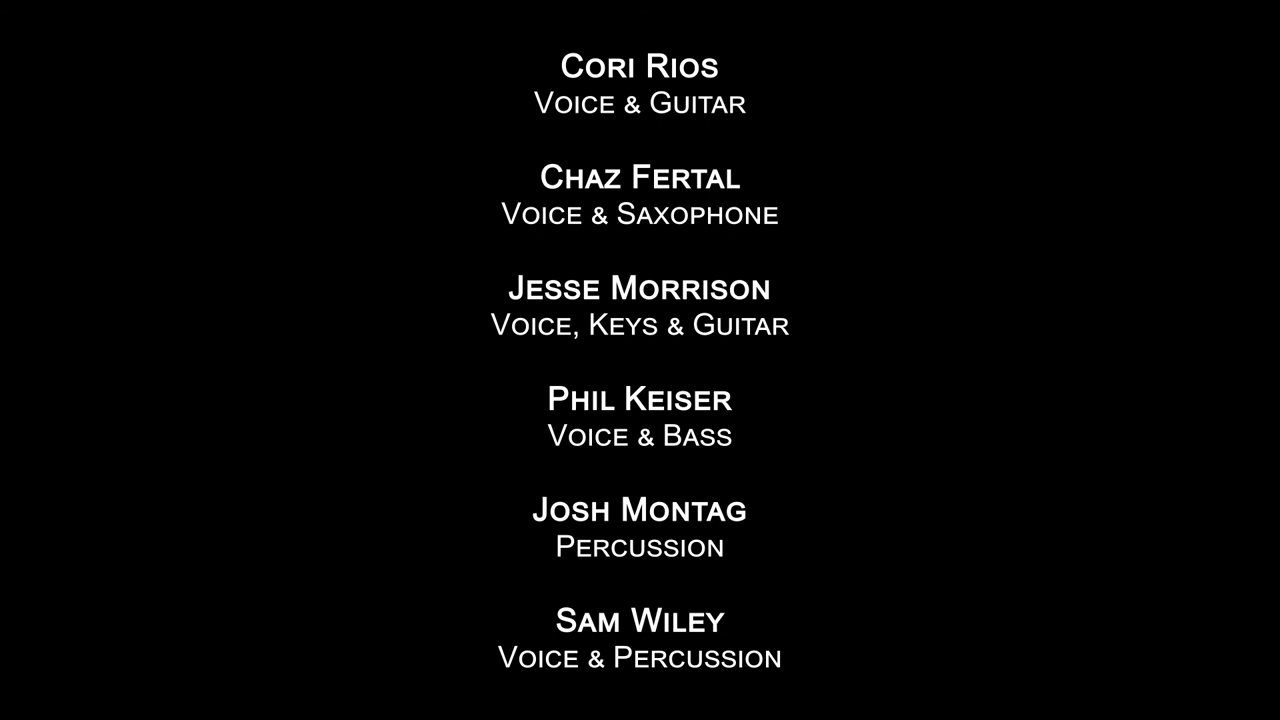 Cori Rios
Voice & Guitar
Chaz Fertal
Voice & Saxophone
Jesse Morrison
Voice, Keys & Guitar
Phil Keiser
Voice & Bass
Josh Montag
Percussion
Sam Wiley
Voice & Percussion